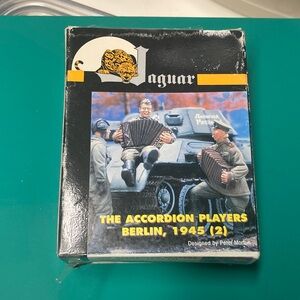 Jaguar
THE ACCORDION PLAYERS
BERLIN, 1945 (2)
Designed by Peter Morton